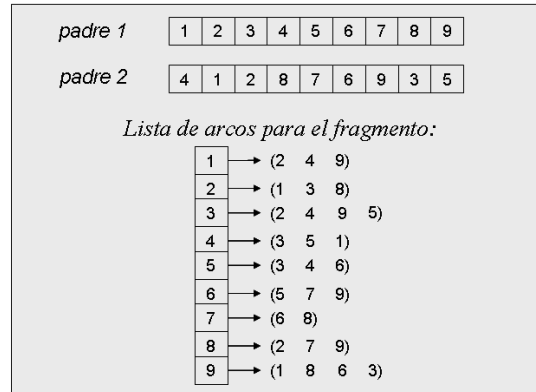 padre 1 1 2 3 4 5 6 7 8 9
padre 2 4 1 2 8 7 6 9 3 5
Lista de arcos para el fragmento:
1 (2 4 9)
2 (1 3 8)
3 (2 4 9 5)
4 (3 5 1)
5 (3 4 6)
6 (5 7 9)
7 (6 8)
8 (2 7 9)
9 (1 8 6 3)